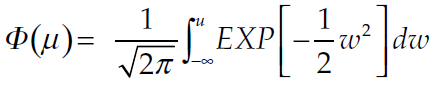 Φ(μ)= 1/√2π ∫_{-∞}^{u} EXP[-1/2 w²] dw